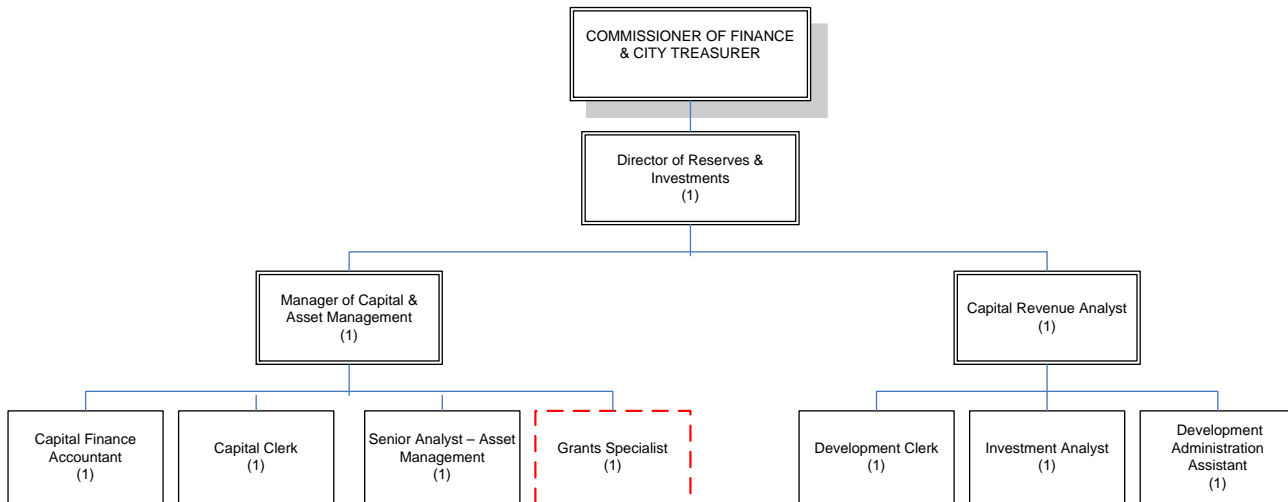 COMMISSIONER OF FINANCE
& CITY TREASURER
Director of Reserves &
Investments
(1)
Manager of Capital &
Asset Management
(1)
Capital Revenue Analyst
(1)
Capital Finance
Accountant
(1)
Capital Clerk
(1)
Senior Analyst – Asset
Management
(1)
Grants Specialist
(1)
Development Clerk
(1)
Investment Analyst
(1)
Development
Administration
Assistant
(1)